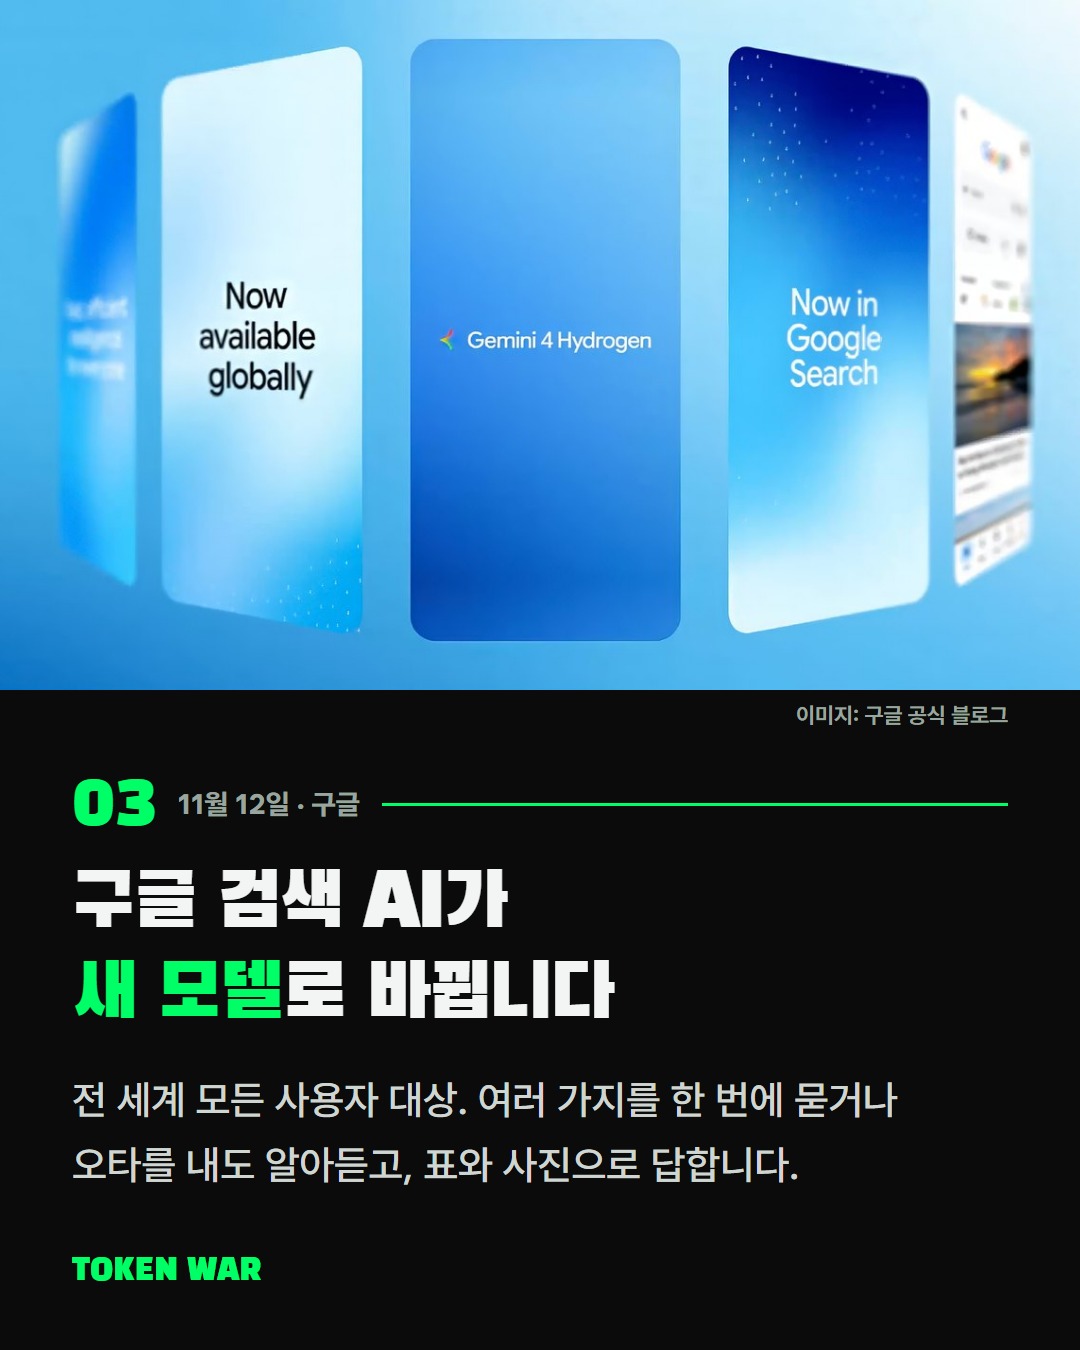 Now
available
globally
Gemini 4 Hydrogen
Now in
Google
Search
Google
이미지: 구글 공식 블로그
03 11월 12일 · 구글
구글 검색 AI가
새 모델로 바뀝니다
전 세계 모든 사용자 대상. 여러 가지를 한 번에 묻거나
오타를 내도 알아듣고, 표와 사진으로 답합니다.
TOKEN WAR